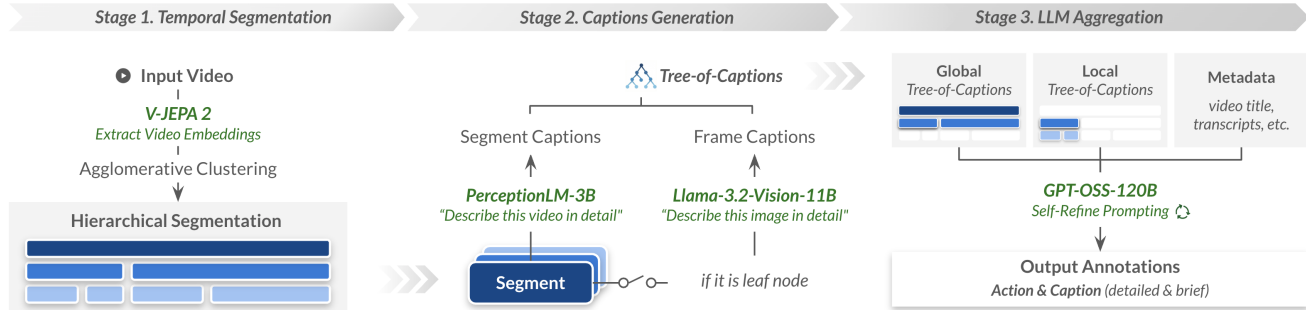 Stage 1. Temporal Segmentation
Input Video
V-JEPA 2
Extract Video Embeddings
Agglomerative Clustering
Hierarchical Segmentation
Stage 2. Captions Generation
Tree-of-Captions
Segment Captions
Frame Captions
PerceptionLM-3B
"Describe this video in detail"
Llama-3.2-Vision-11B
"Describe this image in detail"
Segment
if it is leaf node
Stage 3. LLM Aggregation
Global
Tree-of-Captions
Local
Tree-of-Captions
Metadata
video title,
transcripts, etc.
GPT-OSS-120B
Self-Refine Prompting
Output Annotations
Action & Caption (detailed & brief)